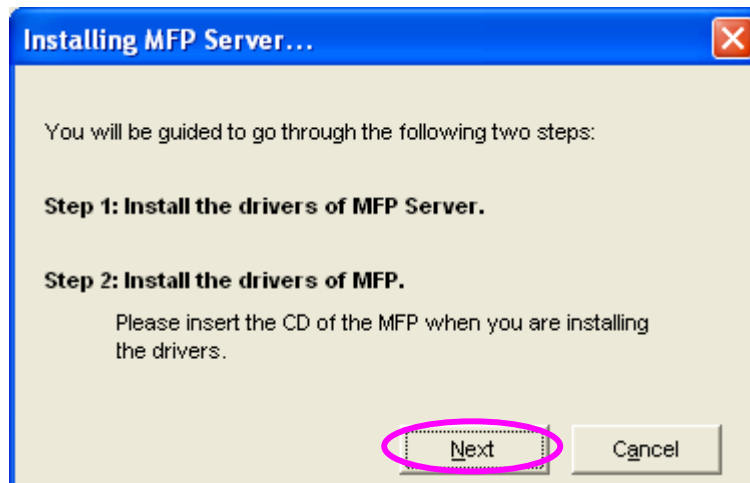 Installing MFP Server...
You will be guided to go through the following two steps:
Step 1: Install the drivers of MFP Server.
Step 2: Install the drivers of MFP.
Please insert the CD of the MFP when you are installing
the drivers.
Next
Cancel